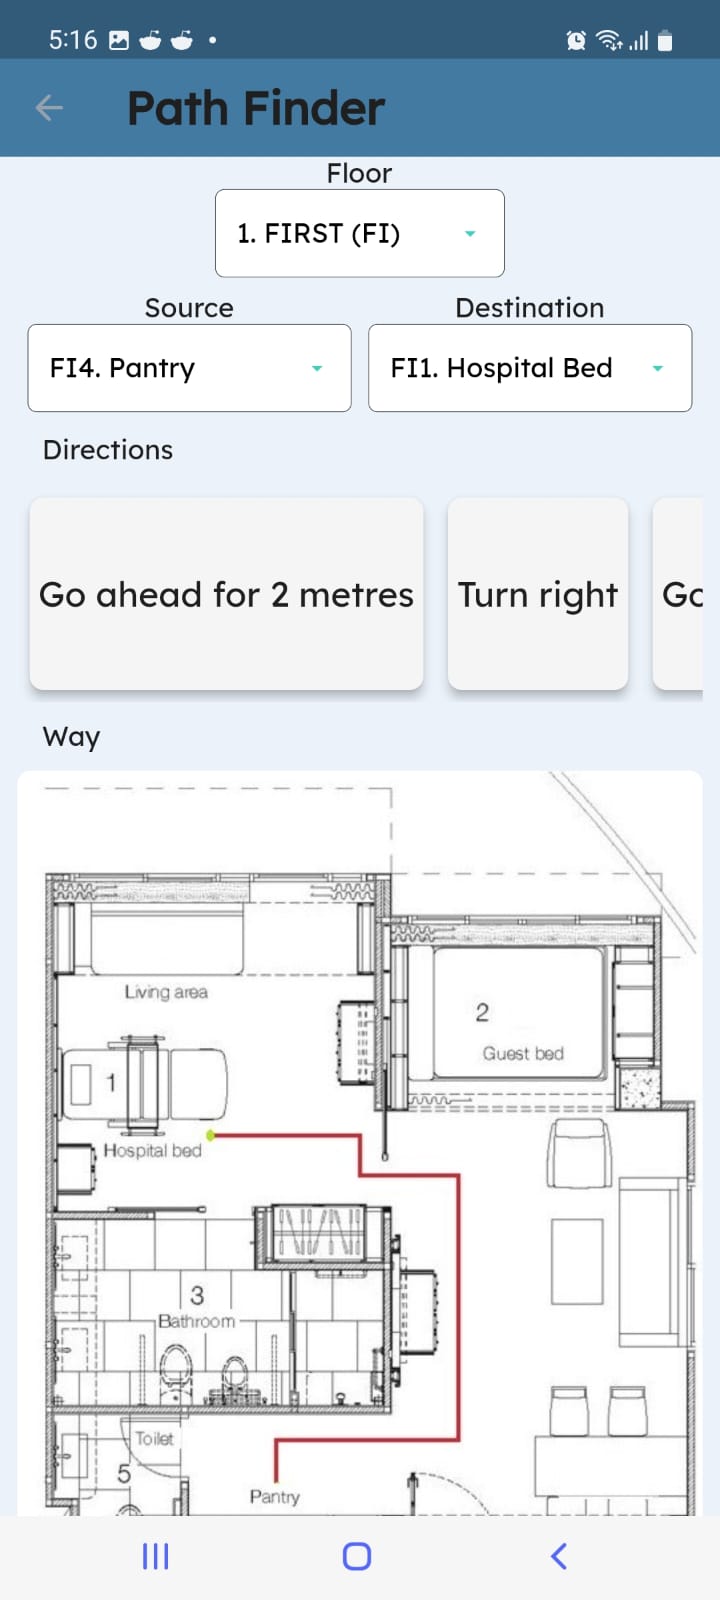 5:16
Path Finder
Floor
1. FIRST (FI)
Source
Destination
FI4. Pantry
FI1. Hospital Bed
Directions
Go ahead for 2 metres
Turn right
Go
Way
Living area
2
Guest bed
1
Hospital bed
3
Bathroom
Toilet
5
Pantry